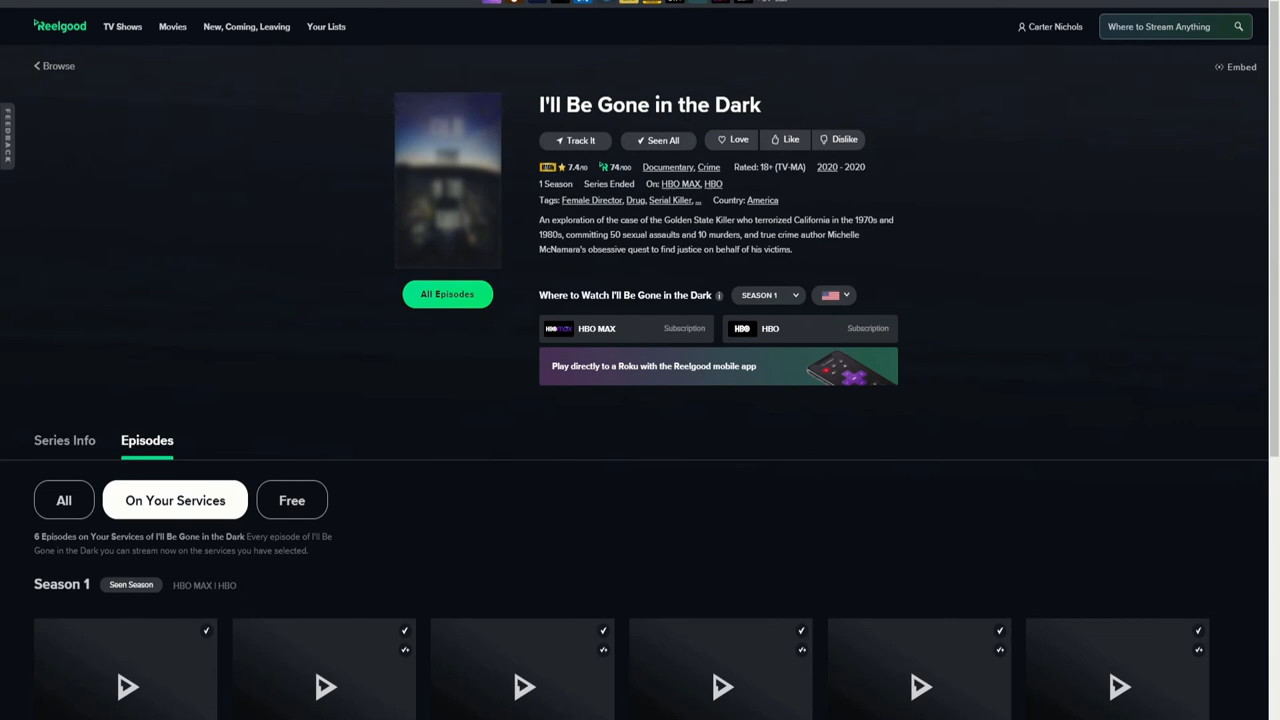 Reelgood
TV Shows
Movies
New, Coming, Leaving
Your Lists
Carter Nichols
Where to Stream Anything
Browse
Embed
FEEDBACK
I'll Be Gone in the Dark
Track It
Seen All
Love
Like
Dislike
7.4/10 74/100 Documentary, Crime Rated: 18+ (TV-MA) 2020 - 2020
1 Season Series Ended On: HBO MAX, HBO
Tags: Female Director, Drug, Serial Killer, ... Country: America
An exploration of the case of the Golden State Killer who terrorized California in the 1970s and
1980s, committing 50 sexual assaults and 10 murders, and true crime author Michelle
McNamara's obsessive quest to find justice on behalf of his victims.
All Episodes
Where to Watch I'll Be Gone in the Dark
SEASON 1
HBO MAX HBO MAX Subscription
HBO HBO Subscription
Play directly to a Roku with the Reelgood mobile app
Series Info
Episodes
All
On Your Services
Free
6 Episodes on Your Services of I'll Be Gone in the Dark Every episode of I'll Be
Gone in the Dark you can stream now on the services you have selected.
Season 1
Seen Season
HBO MAX | HBO